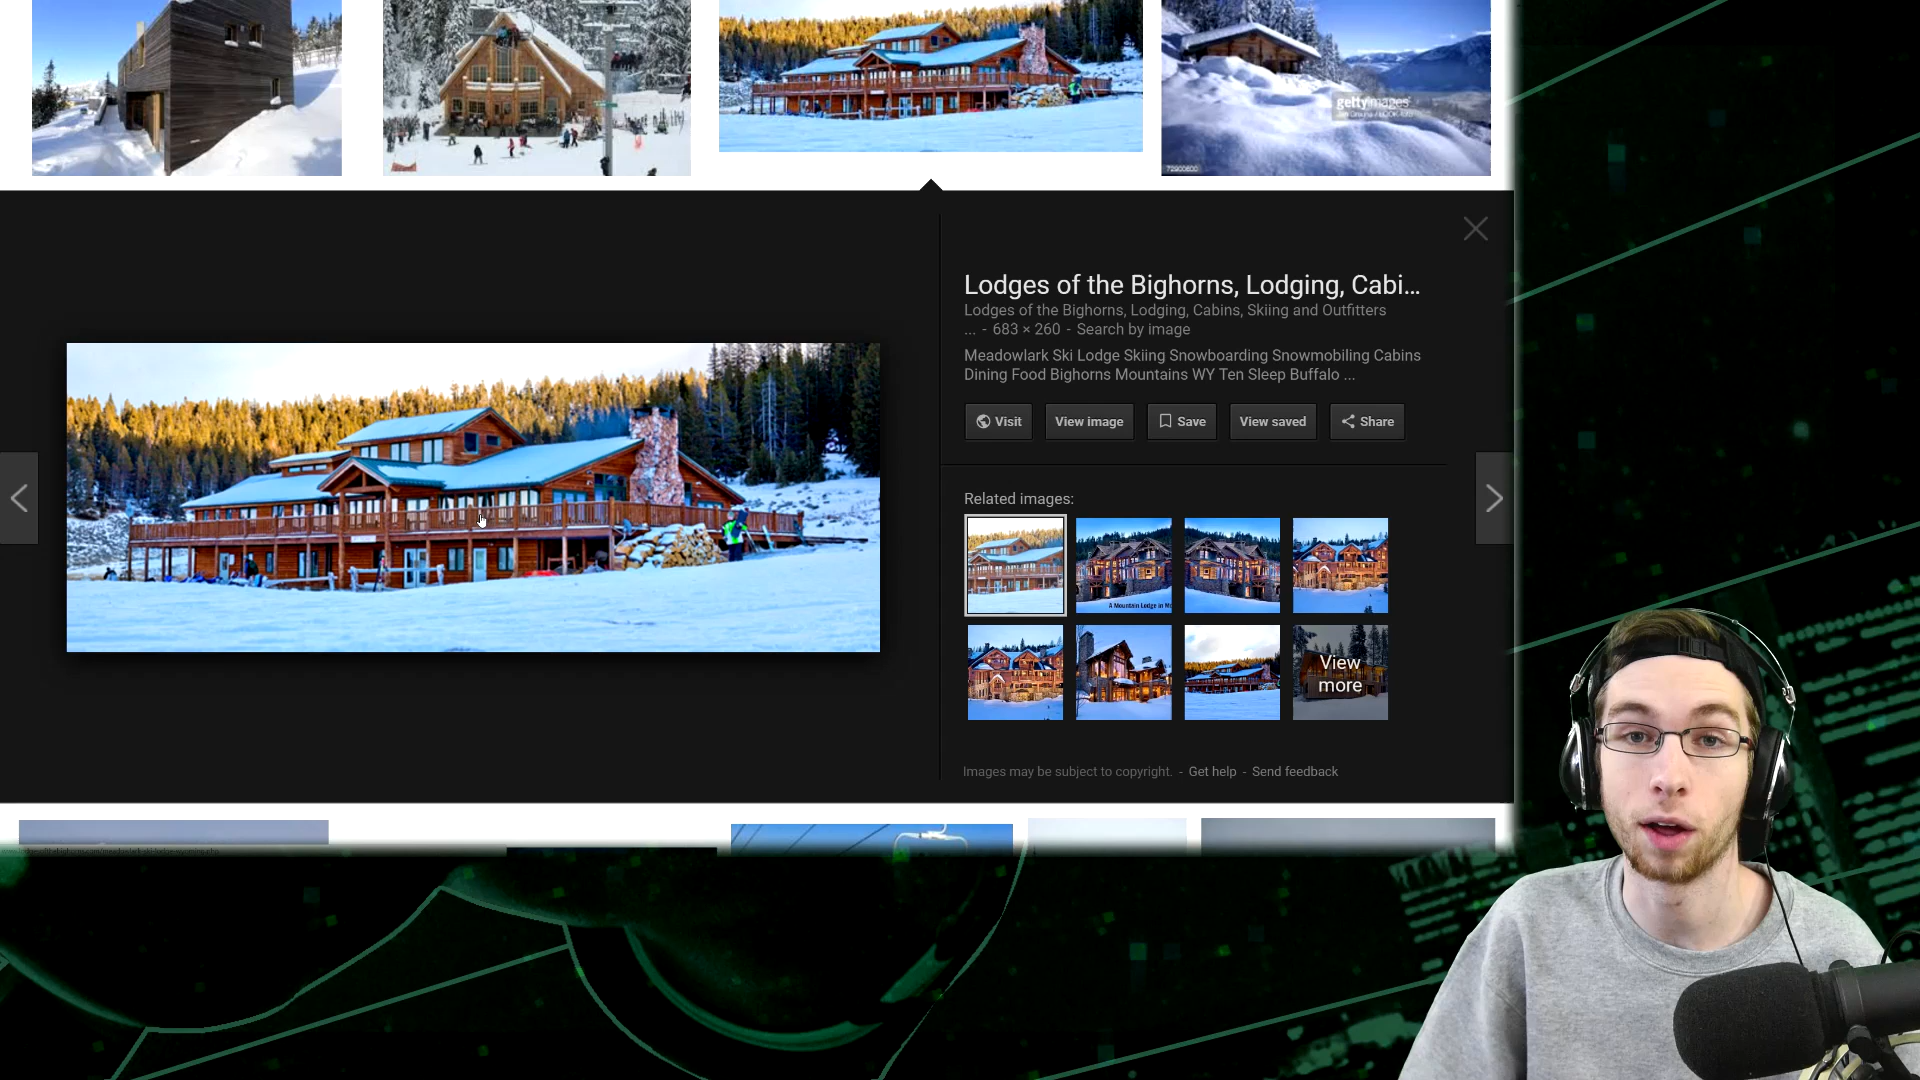 gettyimages
Lodges of the Bighorns, Lodging, Cabi...
Lodges of the Bighorns, Lodging, Cabins, Skiing and Outfitters
... - 683 × 260 - Search by image
Meadowlark Ski Lodge Skiing Snowboarding Snowmobiling Cabins
Dining Food Bighorns Mountains WY Ten Sleep Buffalo ...
Visit
View image
Save
View saved
Share
Related images:
A Mountain Lodge in
View
more
Images may be subject to copyright. - Get help - Send feedback